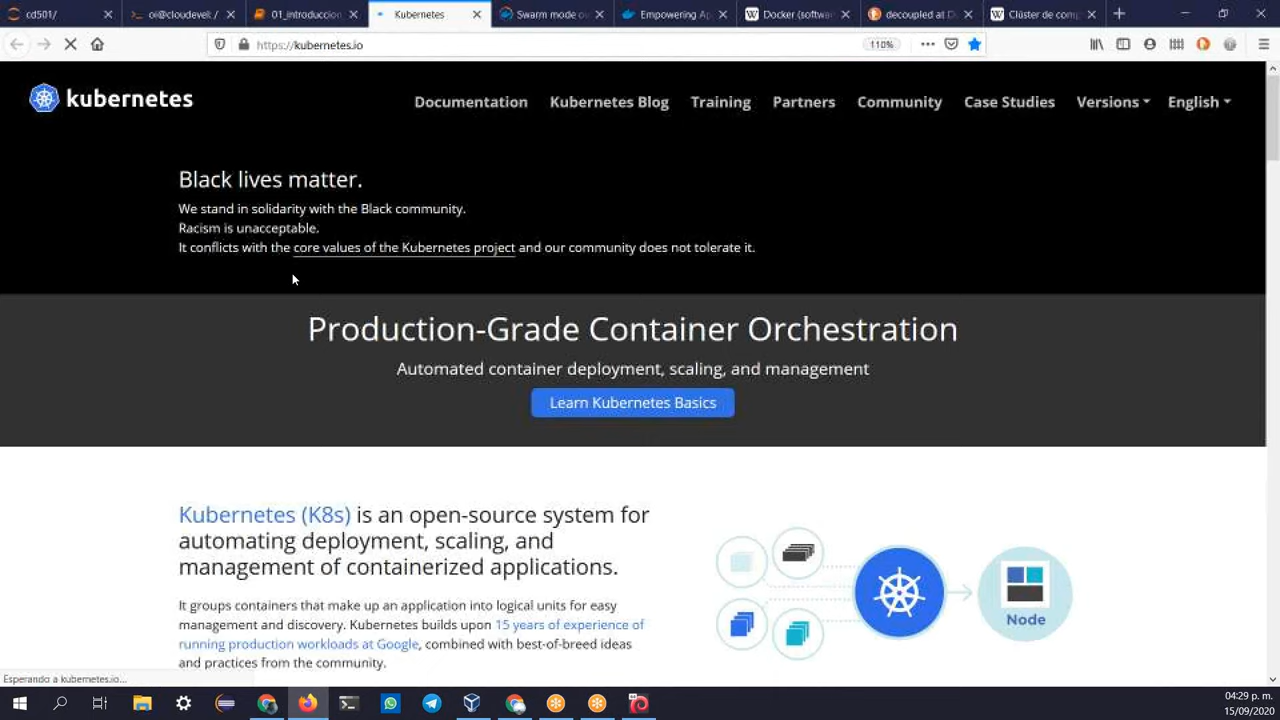 cd501/
oi@cloudevel: /
01_introduccion
Kubernetes
Swarm mode ov
Empowering Ap
Docker (softwa
decoupled at D
Clúster de comp
https://kubernetes.io
110%
kubernetes
Documentation
Kubernetes Blog
Training
Partners
Community
Case Studies
Versions
English
Black lives matter.
We stand in solidarity with the Black community.
Racism is unacceptable.
It conflicts with the core values of the Kubernetes project and our community does not tolerate it.
Production-Grade Container Orchestration
Automated container deployment, scaling, and management
Learn Kubernetes Basics
Kubernetes (K8s) is an open-source system for
automating deployment, scaling, and
management of containerized applications.
It groups containers that make up an application into logical units for easy
management and discovery. Kubernetes builds upon 15 years of experience of
running production workloads at Google, combined with best-of-breed ideas
and practices from the community.
Node
Esperando a kubernetes.io...
04:29 p. m.
15/09/2020